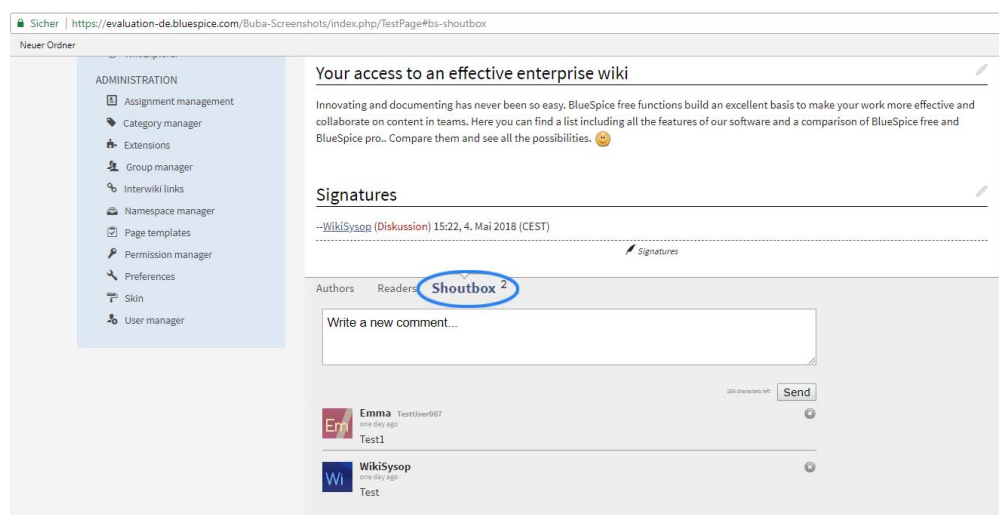 Sicher | https://evaluation-de.bluespice.com/Buba-Screenshots/index.php/TestPage#bs-shoutbox
Neuer Ordner
ADMINISTRATION
Assignment management
Category manager
Extensions
Group manager
Interwiki links
Namespace manager
Page templates
Permission manager
Preferences
Skin
User manager
Your access to an effective enterprise wiki
Innovating and documenting has never been so easy. BlueSpice free functions build an excellent basis to make your work more effective and
collaborate on content in teams. Here you can find a list including all the features of our software and a comparison of BlueSpice free and
BlueSpice pro.. Compare them and see all the possibilities.
Signatures
--WikiSysop (Diskussion) 15:22, 4. Mai 2018 (CEST)
Signatures
Authors Readers Shoutbox 2
Write a new comment...
characters left Send
Em
Emma TestUser007
one day ago
Test1
Wi
WikiSysop
one day ago
Test